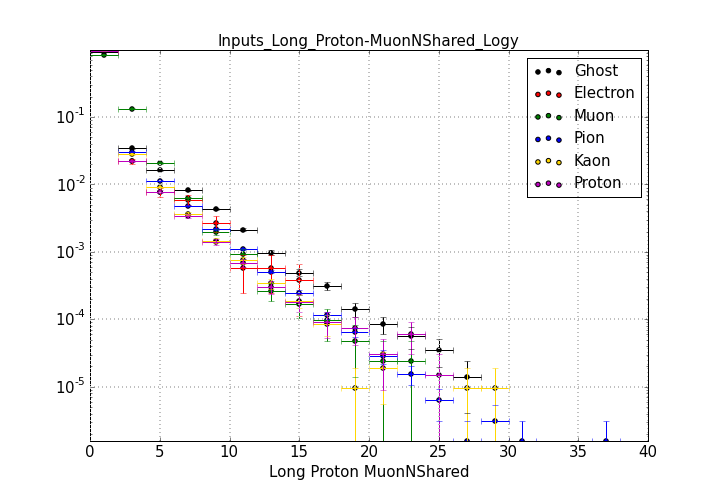 Inputs_Long_Proton-MuonNShared_Logy
Ghost
Electron
Muon
Pion
Kaon
Proton
10^-1
10^-2
10^-3
10^-4
10^-5
0 5 10 15 20 25 30 35 40
Long Proton MuonNShared